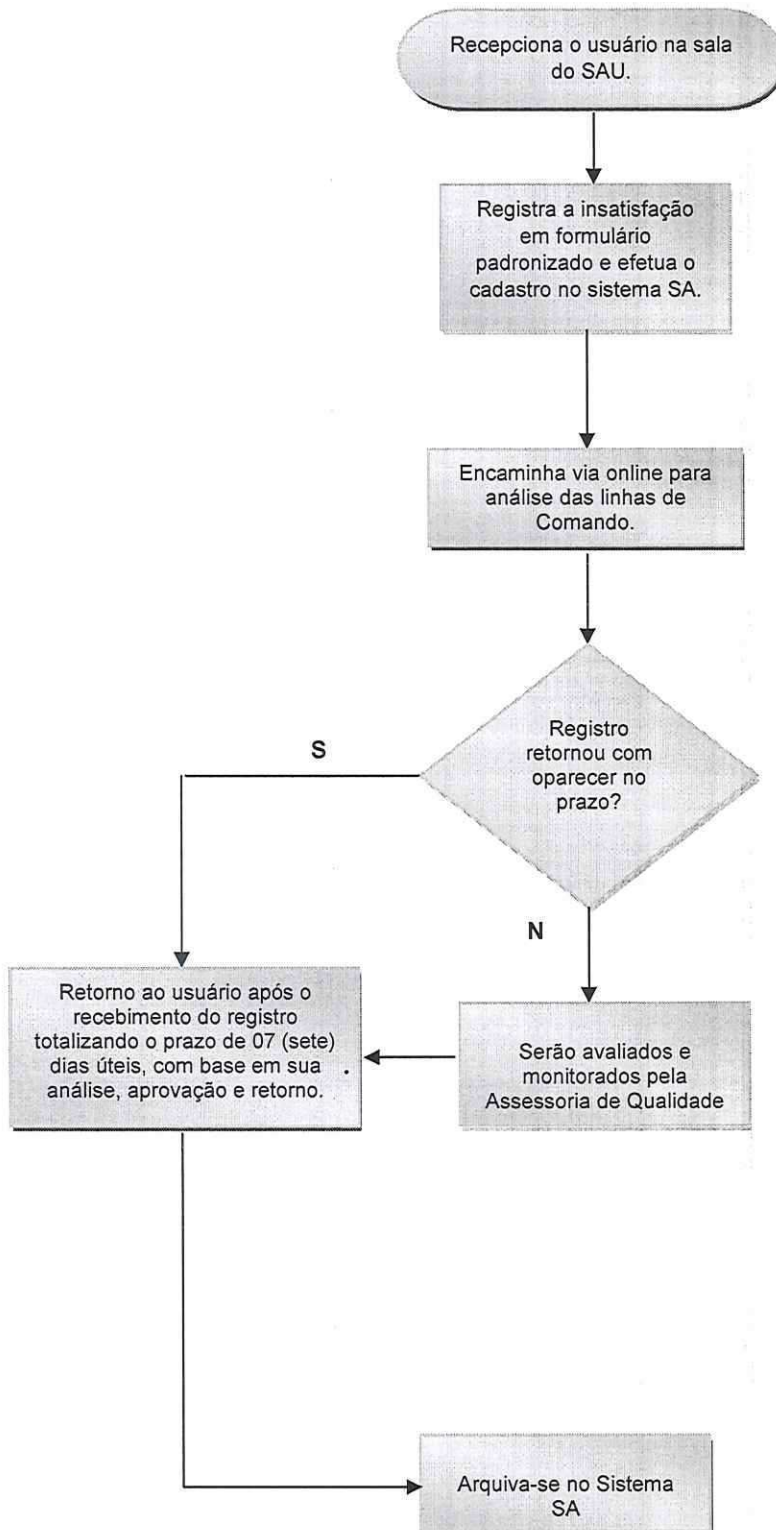 Recepciona o usuário na sala
do SAU.
Registra a insatisfação
em formulário
padronizado e efetua o
cadastro no sistema SA.
Encaminha via online para
análise das linhas de
Comando.
Registro
retornou com
oparecer no
prazo?
S
N
Retorno ao usuário após o
recebimento do registro
totalizando o prazo de 07 (sete)
dias úteis, com base em sua
análise, aprovação e retorno.
.
Serão avaliados e
monitorados pela
Assessoria de Qualidade
Arquiva-se no Sistema
SA